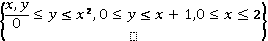 {x, y/0 ≤ y ≤ x², 0 ≤ y ≤ x + 1,0 ≤ x ≤ 2}